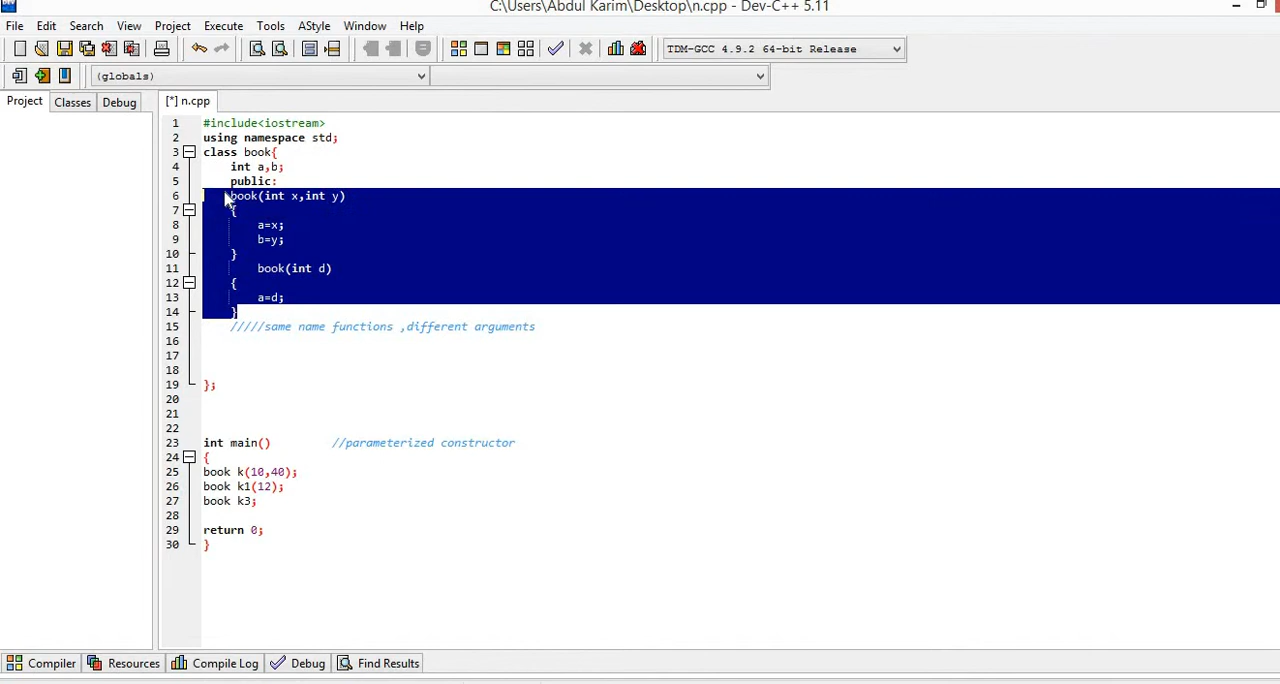 C:\Users\Abdul Karim\Desktop\n.cpp - Dev-C++ 5.11
File Edit Search View Project Execute Tools AStyle Window Help
TDM-GCC 4.9.2 64-bit Release
(globals)
Project Classes Debug [*] n.cpp
1 #include<iostream>
2 using namespace std;
3 class book{
4 int a,b;
5 public:
6 book(int x,int y)
7 {
8 a=x;
9 b=y;
10 }
11 book(int d)
12 {
13 a=d;
14 }
15 /////same name functions ,different arguments
16
17
18
19 };
20
21
22
23 int main() //parameterized constructor
24 {
25 book k(10,40);
26 book k1(12);
27 book k3;
28
29 return 0;
30 }
Compiler Resources Compile Log Debug Find Results